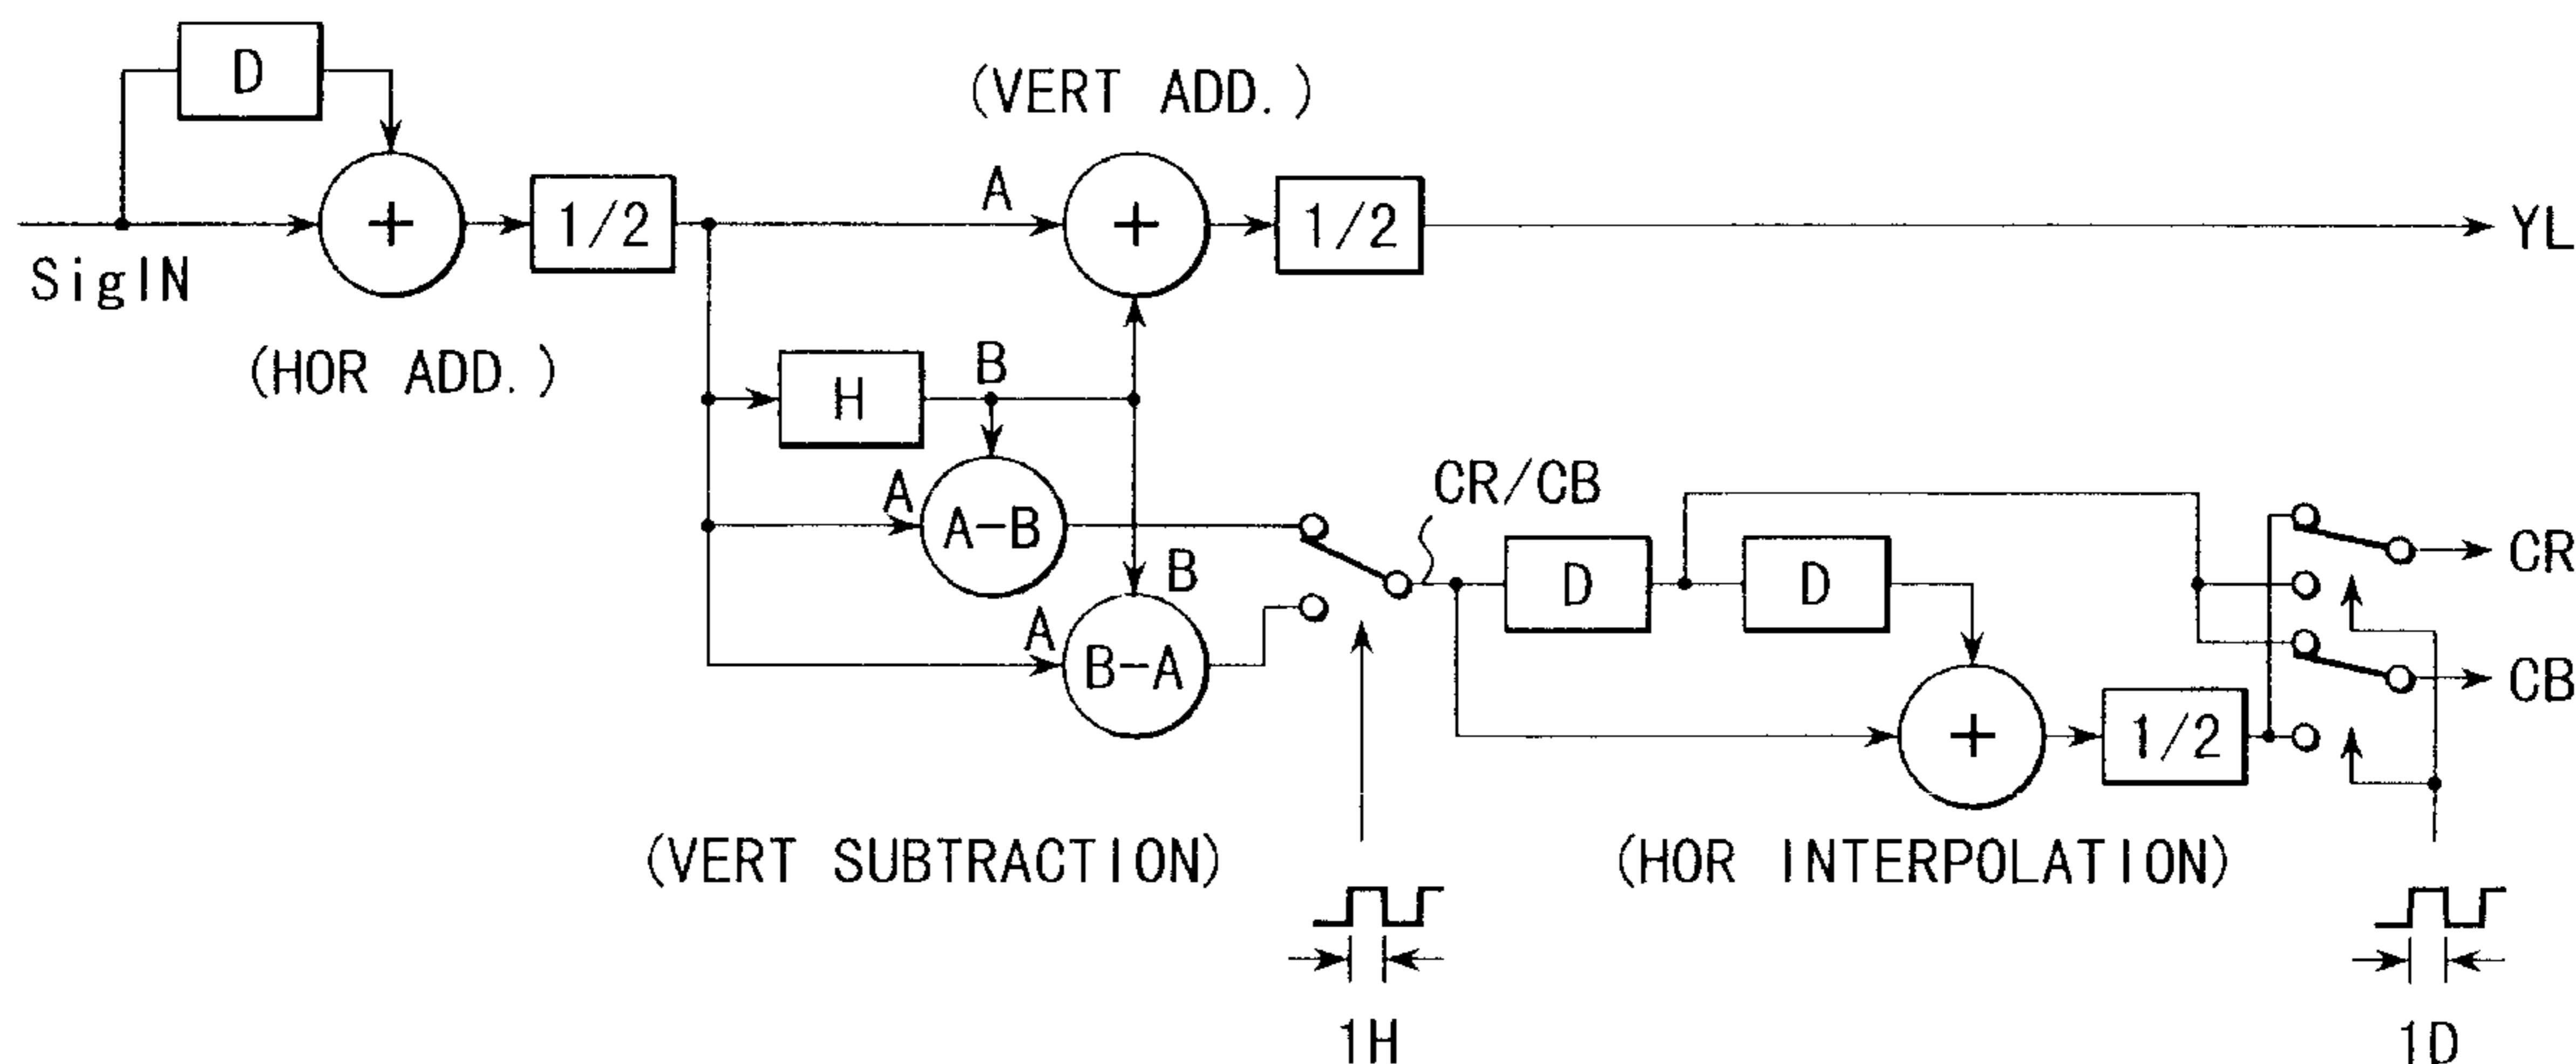 D
(VERT ADD.)
A
+
1/2
+
1/2
YL
SigIN
(HOR ADD.)
H
B
A
A-B
CR/CB
CR
B
D
D
A
B-A
CB
+
1/2
(VERT SUBTRACTION)
(HOR INTERPOLATION)
1H
1D